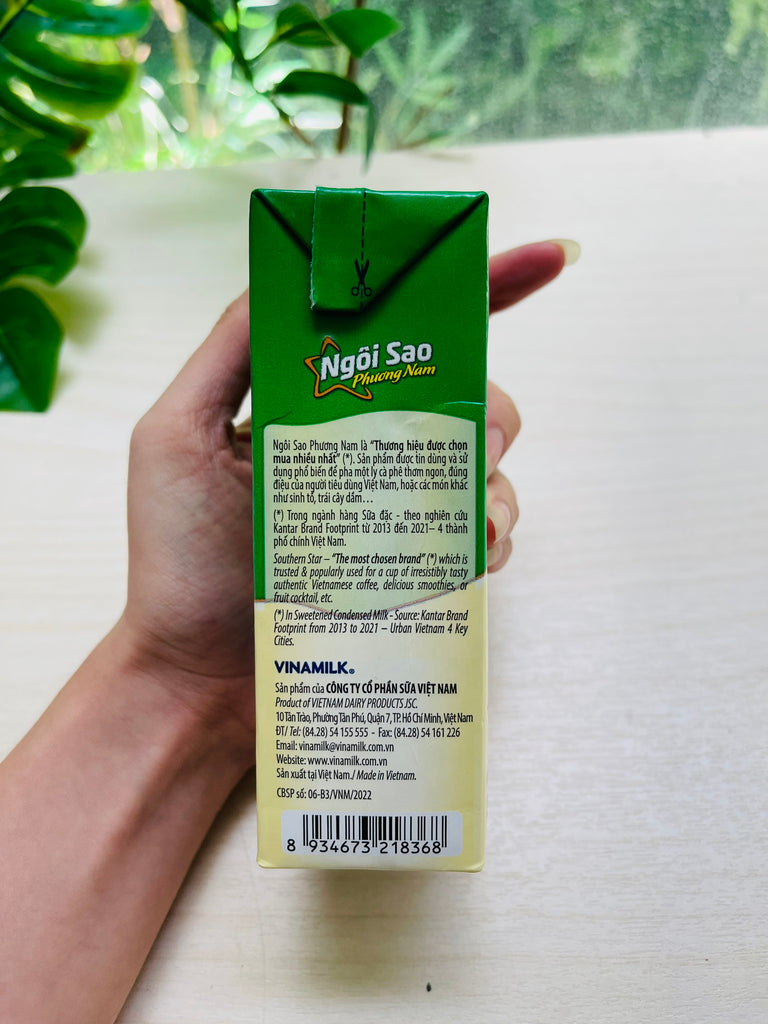 Ngôi Sao
Phương Nam
Ngôi Sao Phương Nam là "Thương hiệu được chọn
mua nhiều nhất" (*). Sản phẩm được tin dùng và sử
dụng phổ biến để pha một ly cà phê thơm ngon, đúng
điệu của người tiêu dùng Việt Nam, hoặc các món khác
như sinh tố, trái cây dầm...
(*) Trong ngành hàng Sữa đặc - theo nghiên cứu
Kantar Brand Footprint từ 2013 đến 2021– 4 thành
phố chính Việt Nam.
Southern Star – "The most chosen brand" (*) which is
trusted & popularly used for a cup of irresistibly tasty
authentic Vietnamese coffee, delicious smoothies, or
fruit cocktail, etc.
(*) In Sweetened Condensed Milk - Source: Kantar Brand
Footprint from 2013 to 2021 – Urban Vietnam 4 Key
Cities.
VINAMILK®
Sản phẩm của CÔNG TY CỔ PHẦN SỮA VIỆT NAM
Product of VIETNAM DAIRY PRODUCTS JSC.
10 Tân Trào, Phường Tân Phú, Quận 7, TP. Hồ Chí Minh, Việt Nam
ĐT/ Tel: (84.28) 54 155 555 - Fax: (84.28) 54 161 226
Email: vinamilk@vinamilk.com.vn
Website: www.vinamilk.com.vn
Sản xuất tại Việt Nam./ Made in Vietnam.
CBSP số: 06-B3/VNM/2022
8 934673 218368